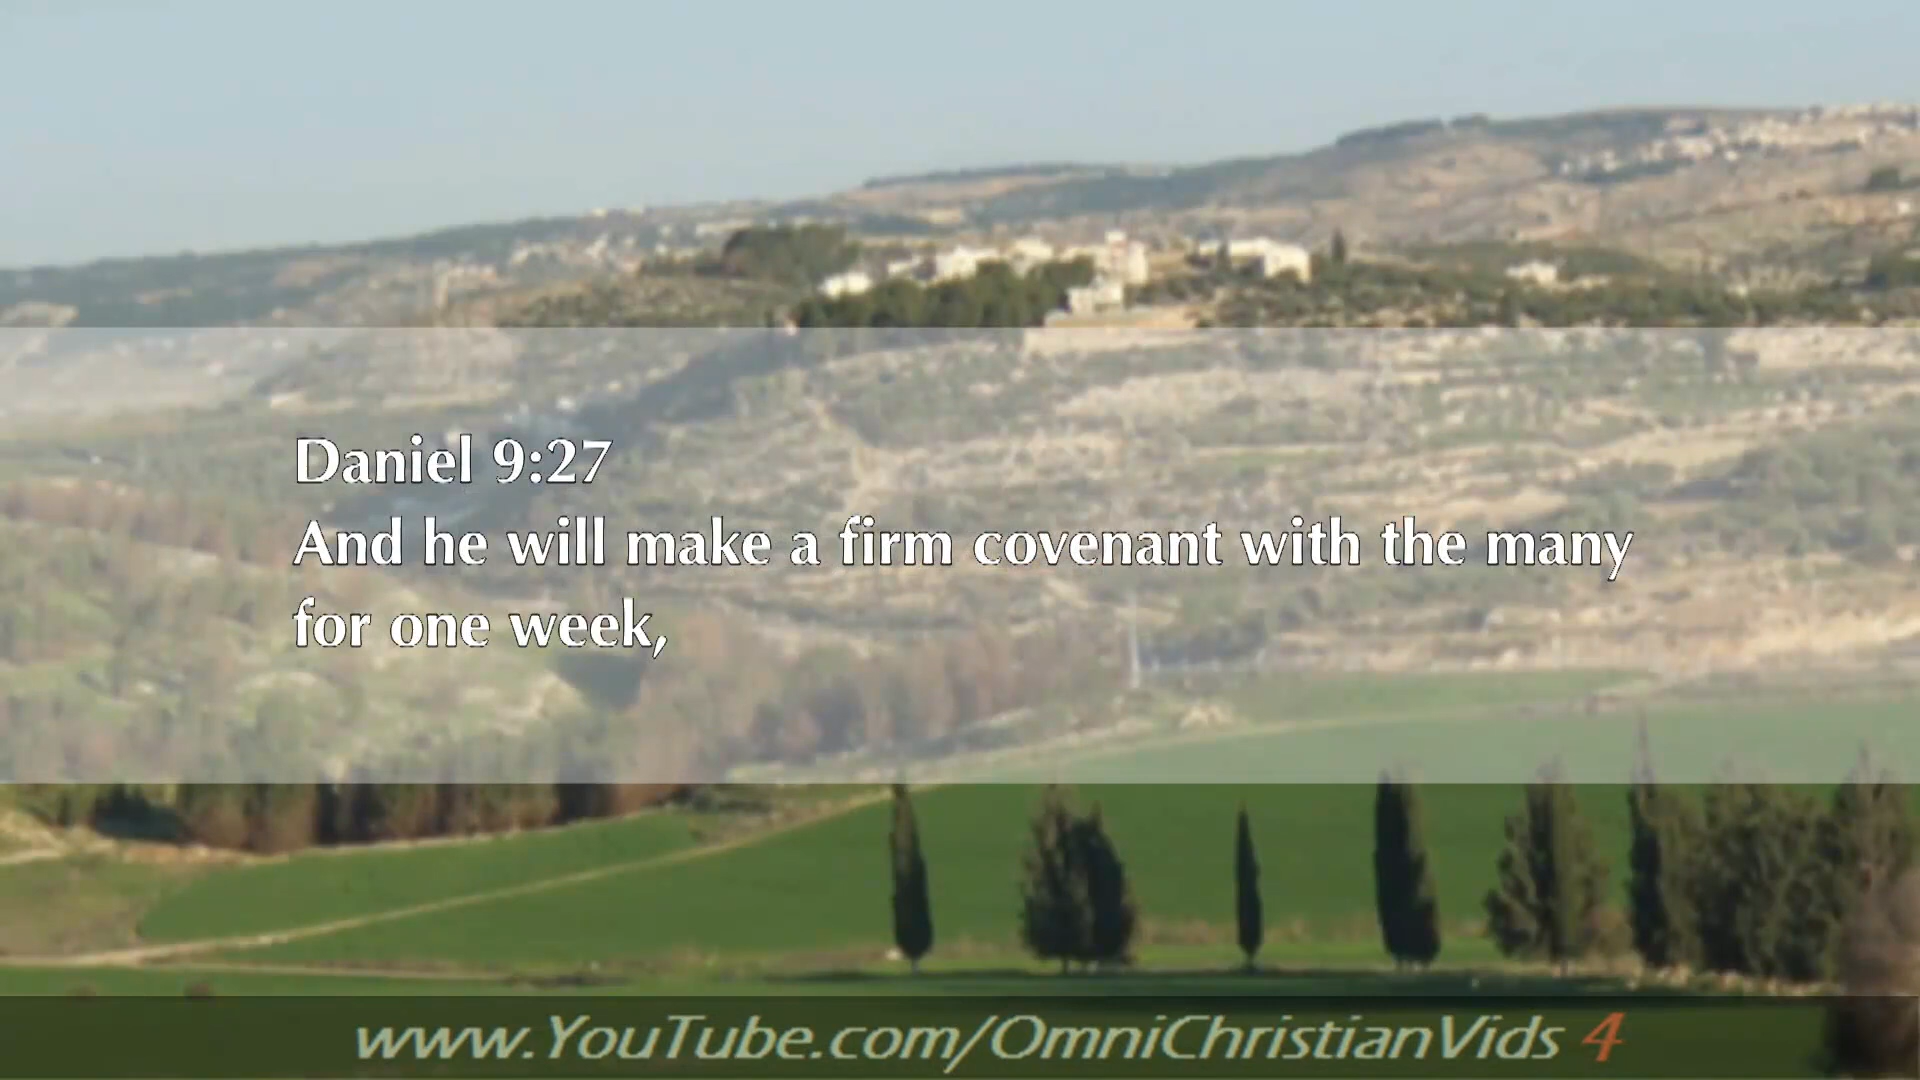 Daniel 9:27
And he will make a firm covenant with the many
for one week,
www.YouTube.com/OmniChristianVids 4